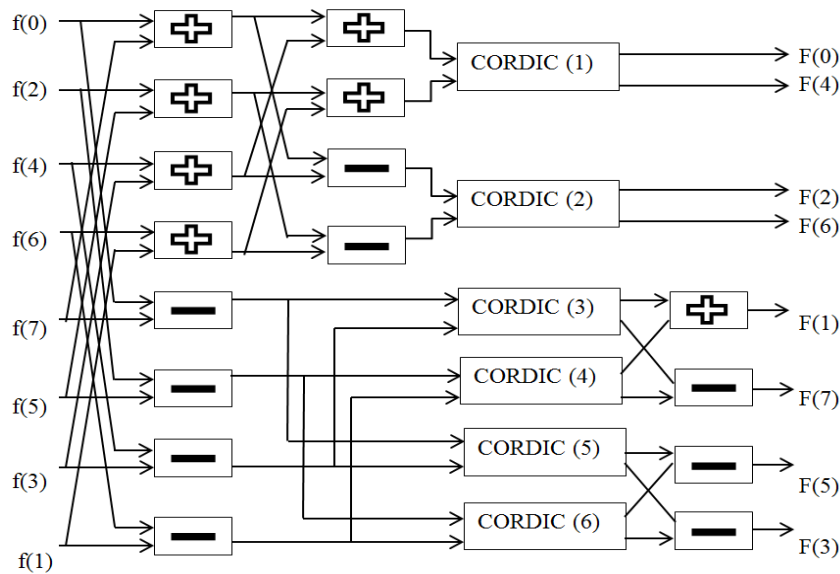 f(0)
f(2)
f(4)
f(6)
f(7)
f(5)
f(3)
f(1)
CORDIC (1)
CORDIC (2)
CORDIC (3)
CORDIC (4)
CORDIC (5)
CORDIC (6)
F(0)
F(4)
F(2)
F(6)
F(1)
F(7)
F(5)
F(3)